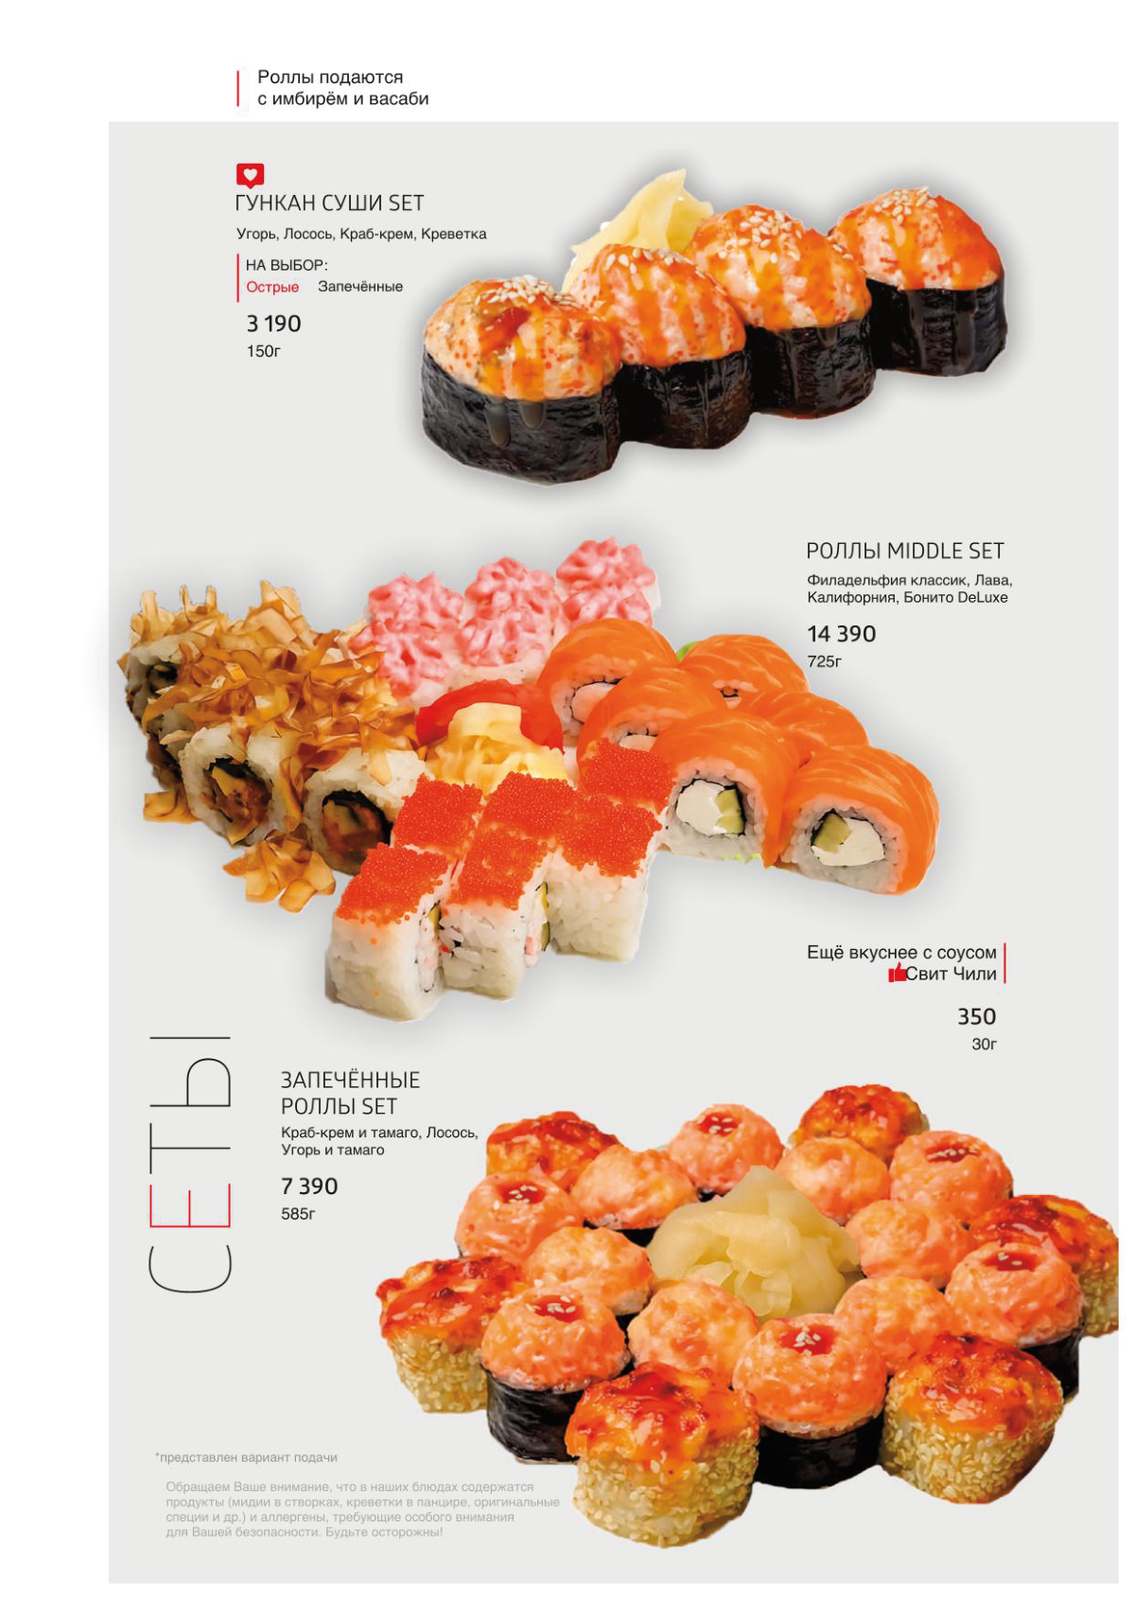 Роллы подаются
с имбирём и васаби
ГУНКАН СУШИ SET
Угорь, Лосось, Краб-крем, Креветка
НА ВЫБОР:
Острые Запечённые
3 190
150г
РОЛЛЫ MIDDLE SET
Филадельфия классик, Лава,
Калифорния, Бонито DeLuxe
14 390
725г
Ещё вкуснее с соусом
Свит Чили
350
30г
СЕТЫ
ЗАПЕЧЁННЫЕ
РОЛЛЫ SET
Краб-крем и тамаго, Лосось,
Угорь и тамаго
7 390
585г
*представлен вариант подачи
Обращаем Ваше внимание, что в наших блюдах содержатся
продукты (мидии в створках, креветки в панцире, оригинальные
специи и др.) и аллергены, требующие особого внимания
для Вашей безопасности. Будьте осторожны!